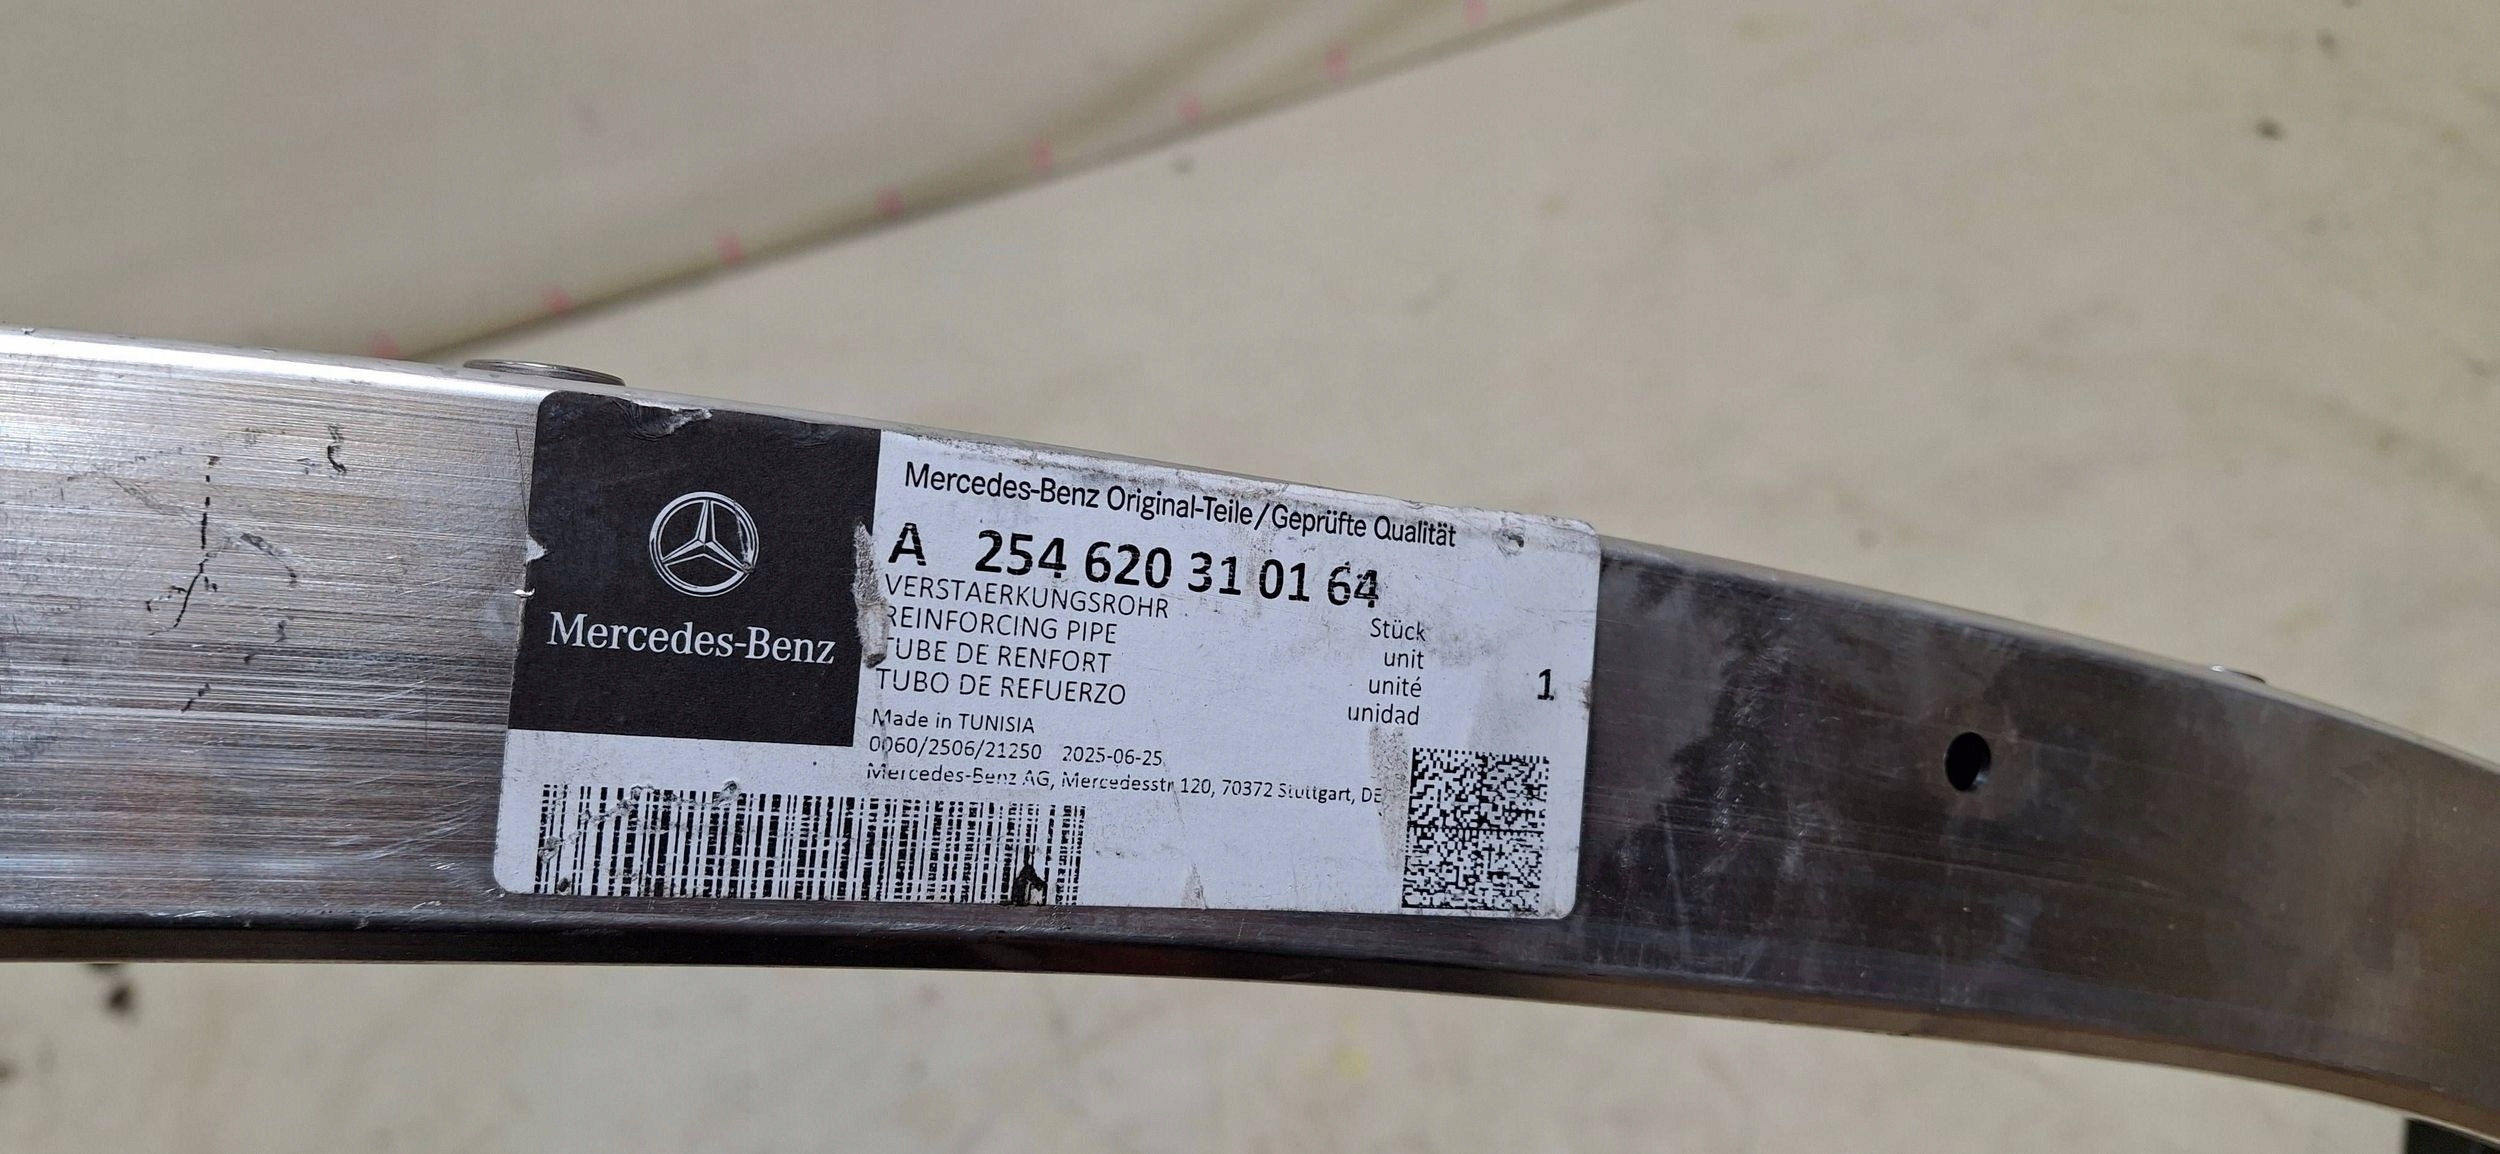 Mercedes-Benz
Mercedes-Benz Original-Teile/Geprüfte Qualität
A 254 620 31 01 64
VERSTAERKUNGSROHR
REINFORCING PIPE
TUBE DE RENFORT
TUBO DE REFUERZO
Stück
unit
unité
unidad
1
Made in TUNISIA
0060/2506/21250 2025-06-25
Mercedes-Benz AG, Mercedesstr 120, 70372 Stuttgart, DE